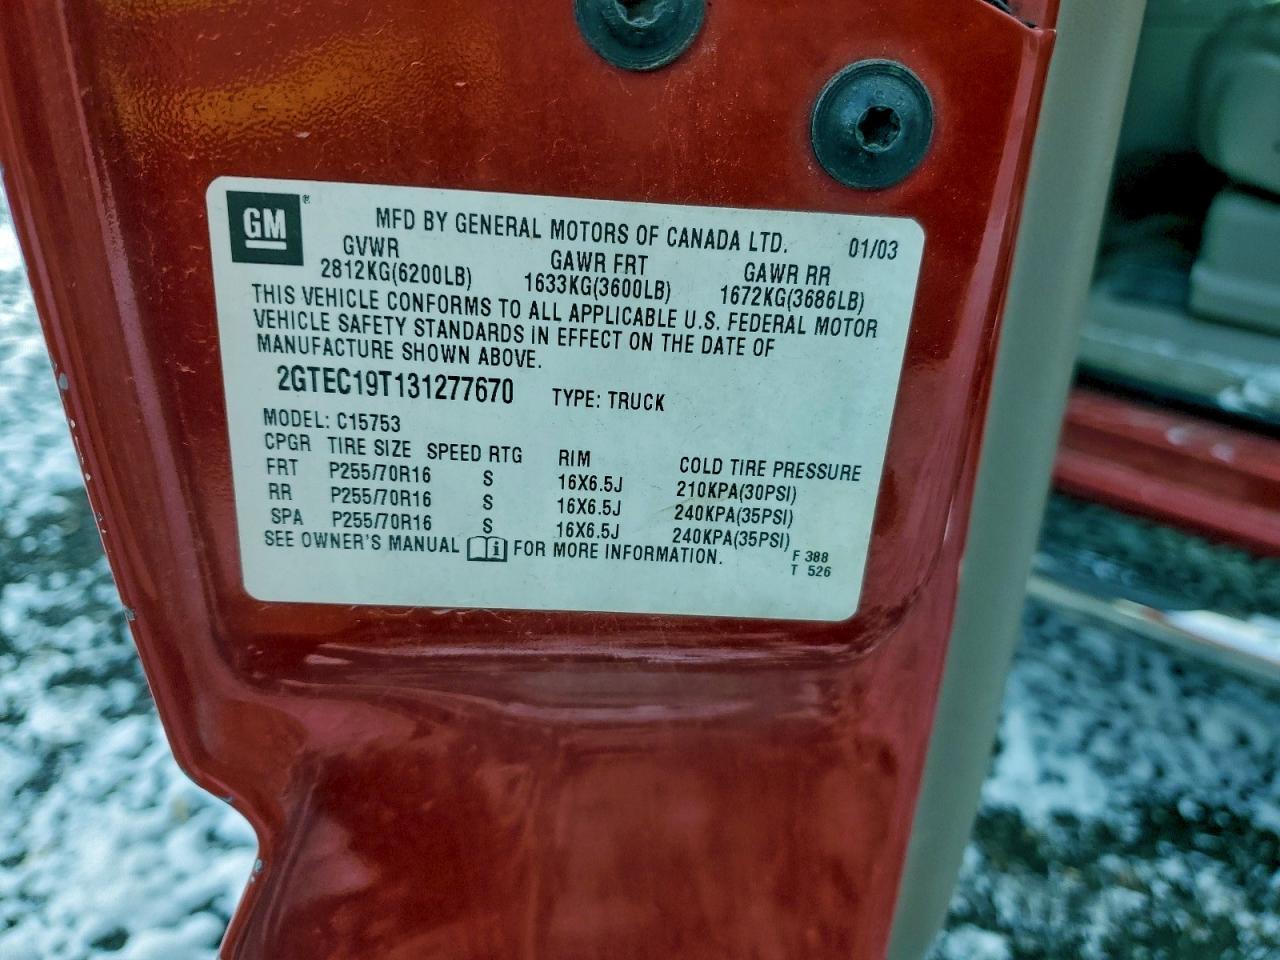 GM®
MFD BY GENERAL MOTORS OF CANADA LTD. 01/03
GVWR GAWR FRT GAWR RR
2812KG(6200LB) 1633KG(3600LB) 1672KG(3686LB)
THIS VEHICLE CONFORMS TO ALL APPLICABLE U.S. FEDERAL MOTOR
VEHICLE SAFETY STANDARDS IN EFFECT ON THE DATE OF
MANUFACTURE SHOWN ABOVE.
2GTEC19T131277670 TYPE: TRUCK
MODEL: C15753
CPGR TIRE SIZE SPEED RTG RIM COLD TIRE PRESSURE
FRT P255/70R16 S 16X6.5J 210KPA(30PSI)
RR P255/70R16 S 16X6.5J 240KPA(35PSI)
SPA P255/70R16 S 16X6.5J 240KPA(35PSI)
SEE OWNER'S MANUAL i FOR MORE INFORMATION. F 388
T 526